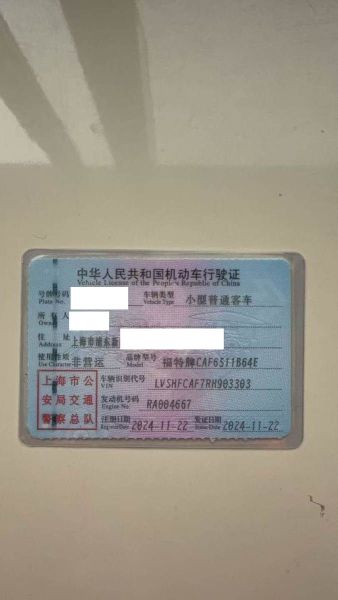 中华人民共和国机动车行驶证
Vehicle License of the People's Republic of China
号牌号码 车辆类型 小型普通客车
Plate No. Vehicle Type
所有人
Owner
住址 上海市浦东新
Address
使用性质 非营运 品牌型号 福特牌CAF6511B64E
Use Character Model
上海市公 车辆识别代号 LVSHFCAF7RH903303
VIN
安局交通 发动机号码 RA004667
Engine No.
警察总队 注册日期 2024-11-22 发证日期 2024-11-22
Register Date Issue Date